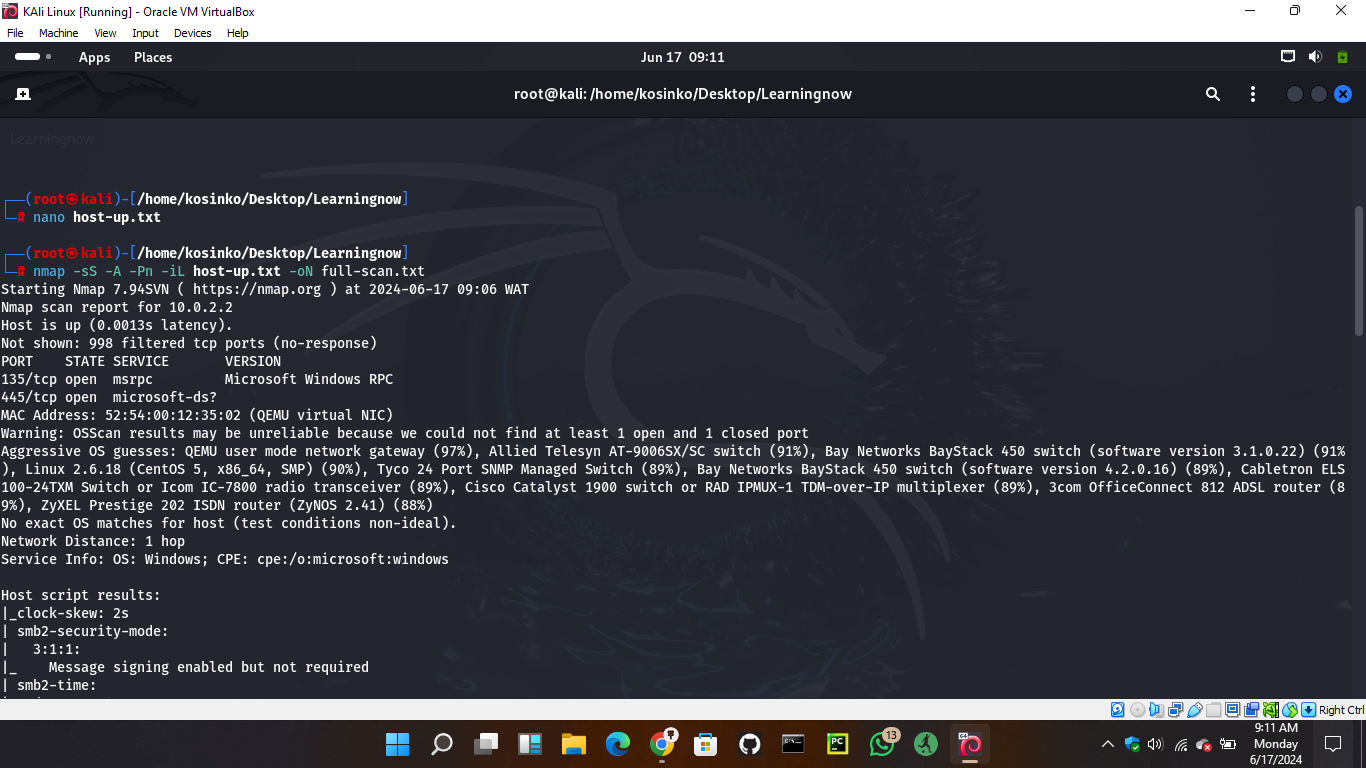 KAli Linux [Running] - Oracle VM VirtualBox
File Machine View Input Devices Help
Apps Places Jun 17 09:11
root@kali: /home/kosinko/Desktop/Learningnow
Learningnow
┌──(root㉿kali)-[/home/kosinko/Desktop/Learningnow]
└─# nano host-up.txt
┌──(root㉿kali)-[/home/kosinko/Desktop/Learningnow]
└─# nmap -sS -A -Pn -iL host-up.txt -oN full-scan.txt
Starting Nmap 7.94SVN ( https://nmap.org ) at 2024-06-17 09:06 WAT
Nmap scan report for 10.0.2.2
Host is up (0.0013s latency).
Not shown: 998 filtered tcp ports (no-response)
PORT    STATE SERVICE       VERSION
135/tcp open  msrpc         Microsoft Windows RPC
445/tcp open  microsoft-ds?
MAC Address: 52:54:00:12:35:02 (QEMU virtual NIC)
Warning: OSScan results may be unreliable because we could not find at least 1 open and 1 closed port
Aggressive OS guesses: QEMU user mode network gateway (97%), Allied Telesyn AT-9006SX/SC switch (91%), Bay Networks BayStack 450 switch (software version 3.1.0.22) (91%
), Linux 2.6.18 (CentOS 5, x86_64, SMP) (90%), Tyco 24 Port SNMP Managed Switch (89%), Bay Networks BayStack 450 switch (software version 4.2.0.16) (89%), Cabletron ELS
100-24TXM Switch or Icom IC-7800 radio transceiver (89%), Cisco Catalyst 1900 switch or RAD IPMUX-1 TDM-over-IP multiplexer (89%), 3com OfficeConnect 812 ADSL router (8
9%), ZyXEL Prestige 202 ISDN router (ZyNOS 2.41) (88%)
No exact OS matches for host (test conditions non-ideal).
Network Distance: 1 hop
Service Info: OS: Windows; CPE: cpe:/o:microsoft:windows
Host script results:
|_clock-skew: 2s
| smb2-security-mode:
|   3:1:1:
|_    Message signing enabled but not required
| smb2-time:
Right Ctrl
13
9:11 AM
Monday
6/17/2024